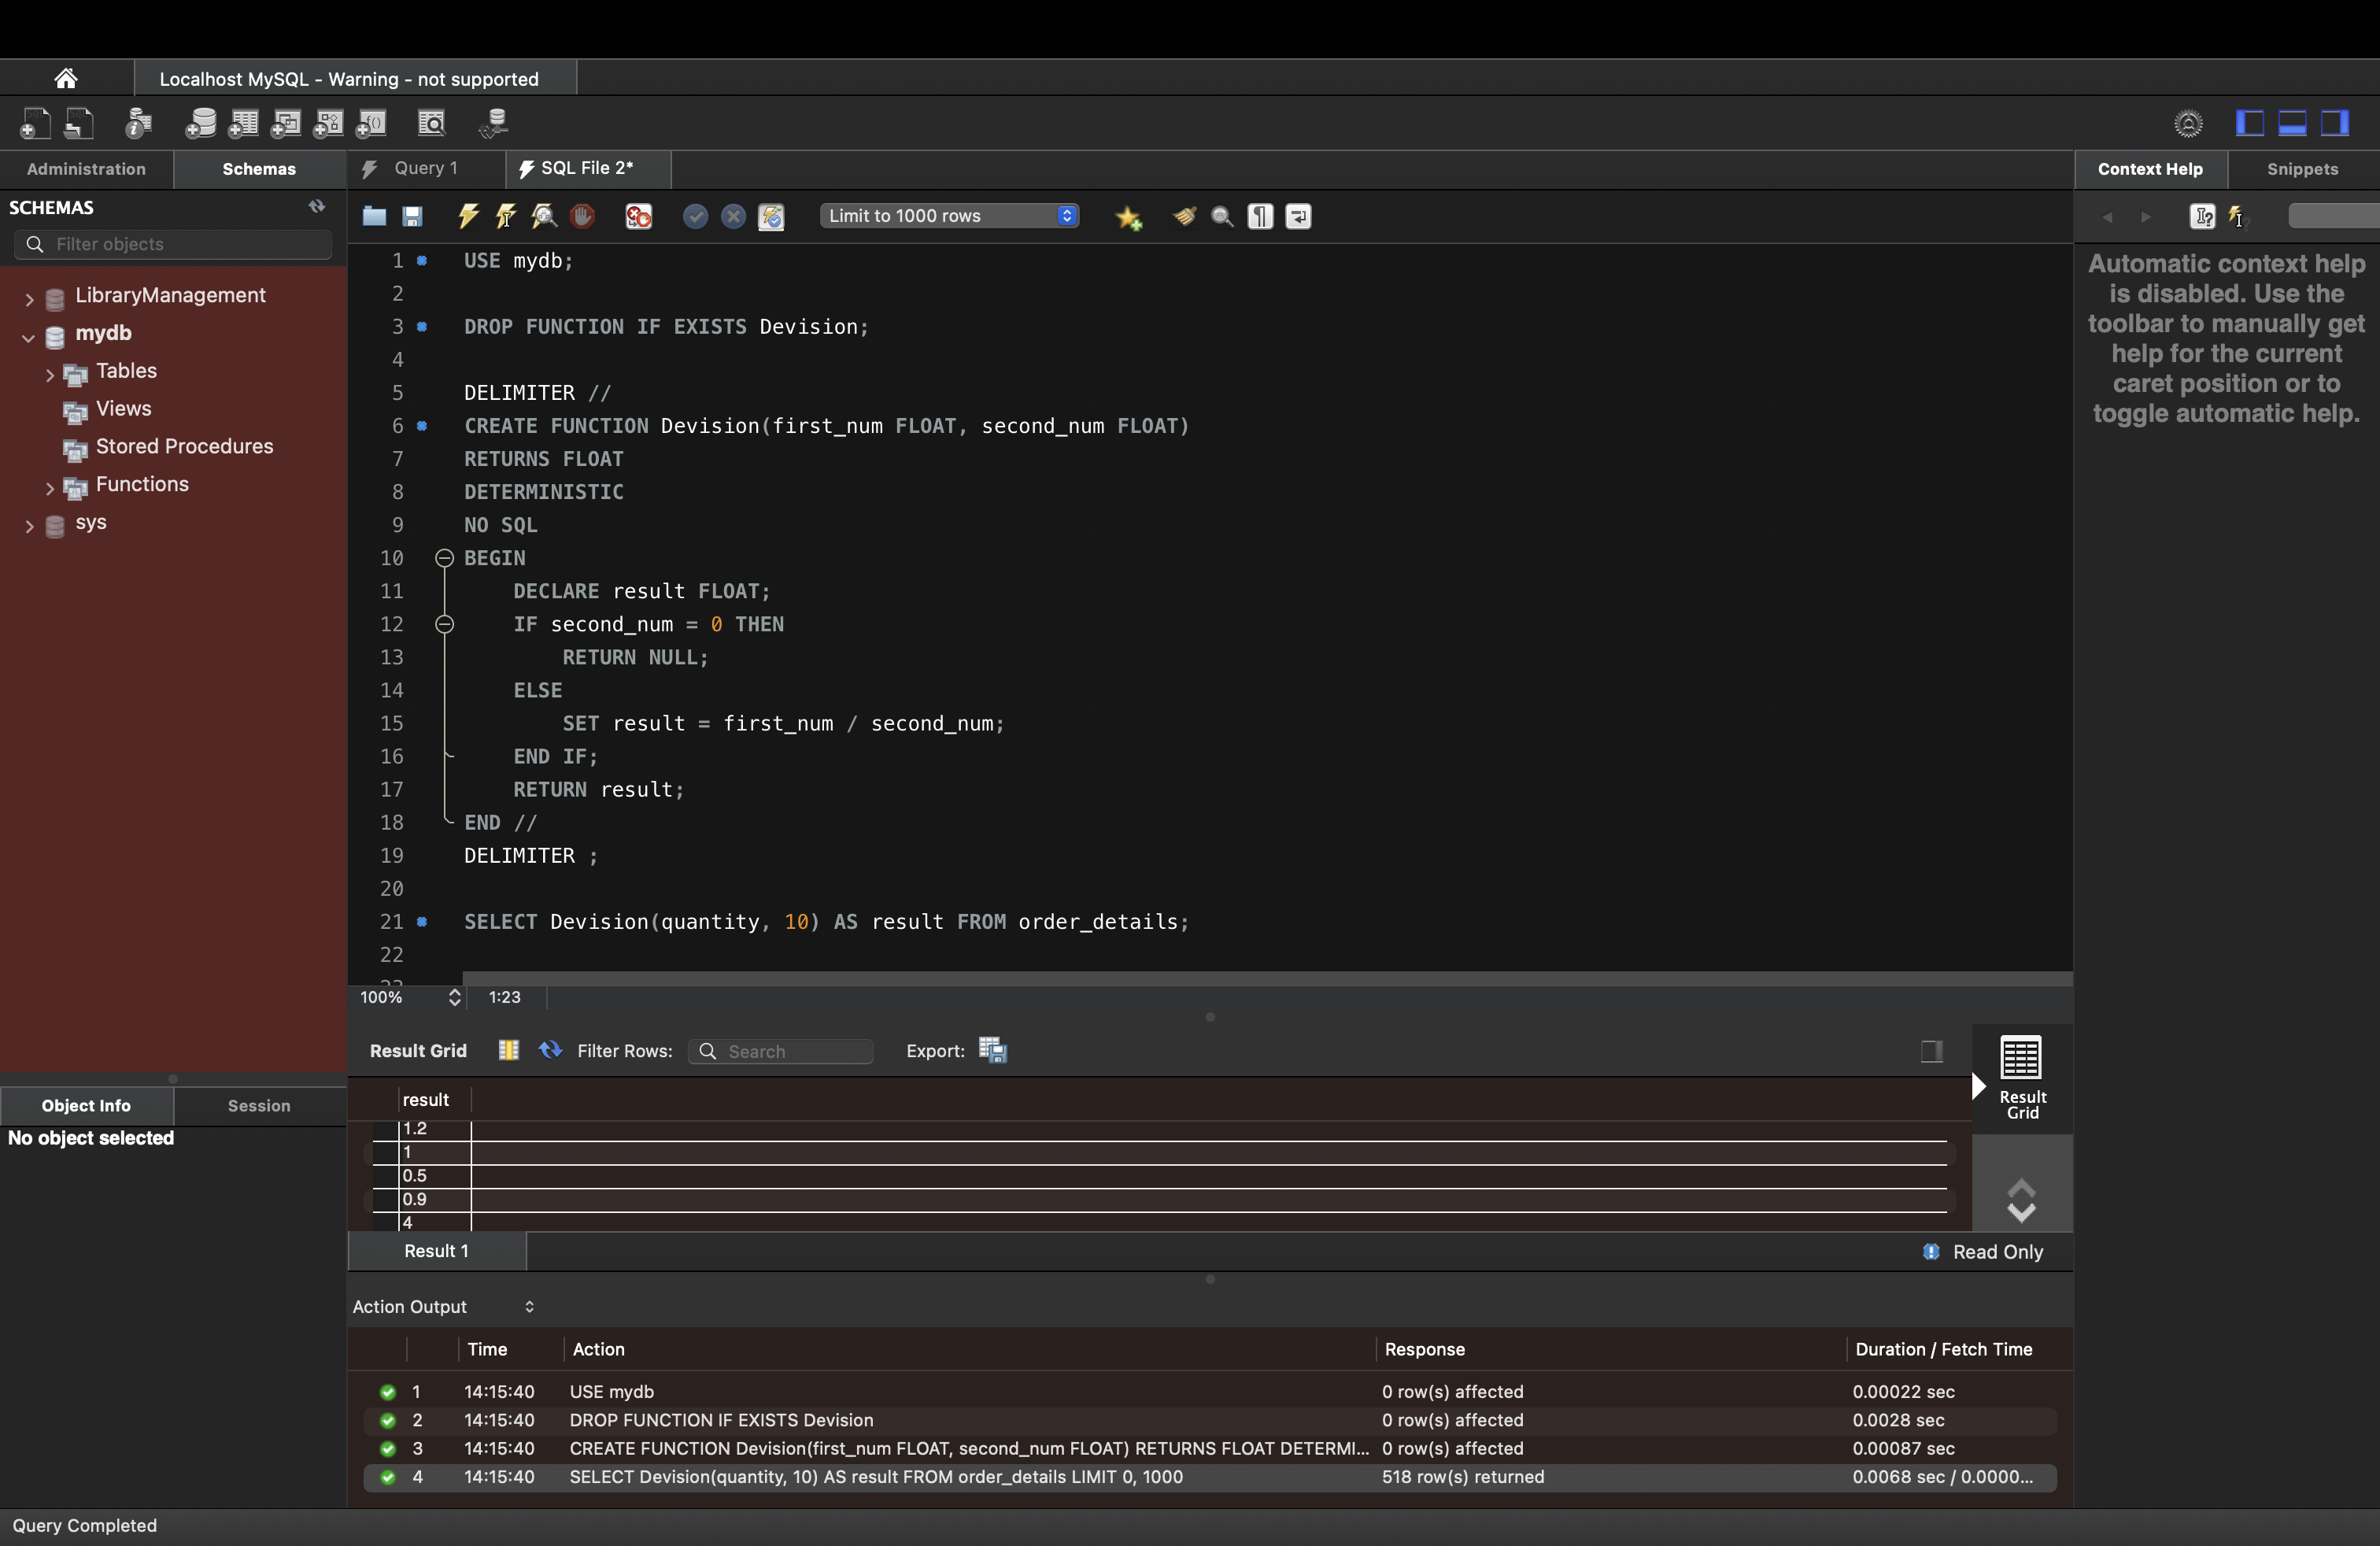 Localhost MySQL - Warning - not supported
Administration
Schemas
Query 1
SQL File 2*
Context Help
Snippets
SCHEMAS
Filter objects
Limit to 1000 rows
LibraryManagement
mydb
Tables
Views
Stored Procedures
Functions
sys
1 USE mydb;
2
3 DROP FUNCTION IF EXISTS Devision;
4
5 DELIMITER //
6 CREATE FUNCTION Devision(first_num FLOAT, second_num FLOAT)
7 RETURNS FLOAT
8 DETERMINISTIC
9 NO SQL
10 BEGIN
11 DECLARE result FLOAT;
12 IF second_num = 0 THEN
13 RETURN NULL;
14 ELSE
15 SET result = first_num / second_num;
16 END IF;
17 RETURN result;
18 END //
19 DELIMITER ;
20
21 SELECT Devision(quantity, 10) AS result FROM order_details;
22
Automatic context help
is disabled. Use the
toolbar to manually get
help for the current
caret position or to
toggle automatic help.
100% 1:23
Result Grid
Filter Rows:
Search
Export:
result
1.2
1
0.5
0.9
4
Result
Grid
Object Info
Session
No object selected
Result 1
Read Only
Action Output
Time Action Response Duration / Fetch Time
1 14:15:40 USE mydb 0 row(s) affected 0.00022 sec
2 14:15:40 DROP FUNCTION IF EXISTS Devision 0 row(s) affected 0.0028 sec
3 14:15:40 CREATE FUNCTION Devision(first_num FLOAT, second_num FLOAT) RETURNS FLOAT DETERMI... 0 row(s) affected 0.00087 sec
4 14:15:40 SELECT Devision(quantity, 10) AS result FROM order_details LIMIT 0, 1000 518 row(s) returned 0.0068 sec / 0.0000...
Query Completed